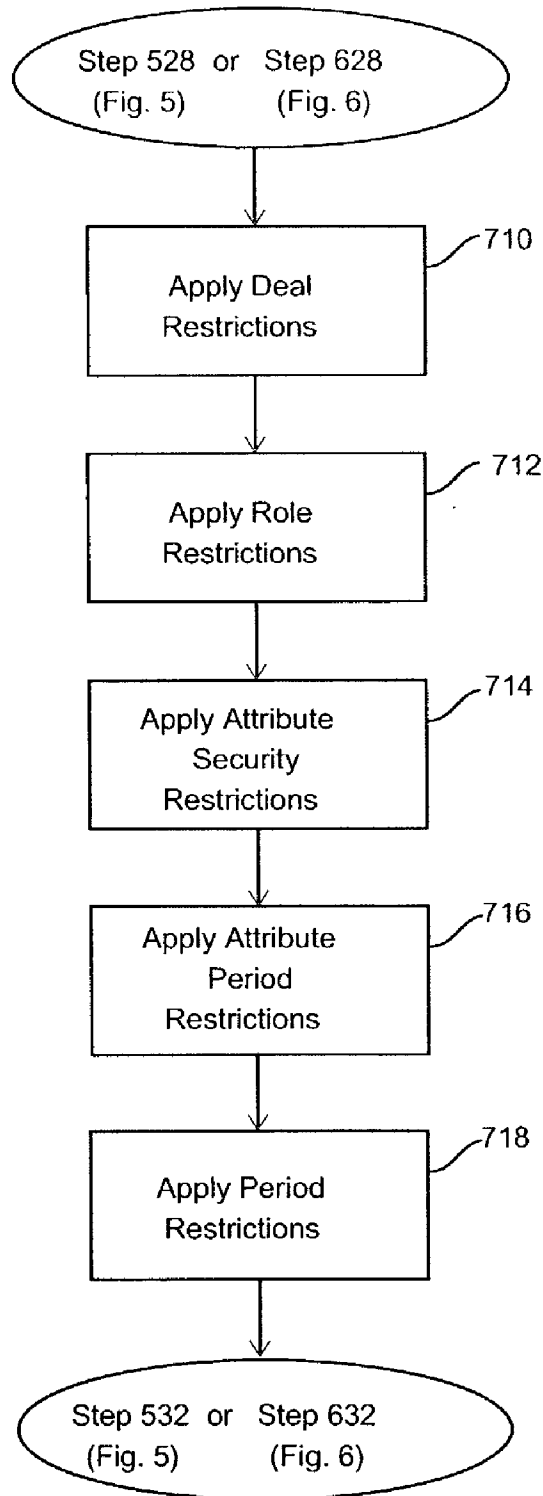 Step 528 or Step 628
(Fig. 5) (Fig. 6)
710
Apply Deal
Restrictions
712
Apply Role
Restrictions
714
Apply Attribute
Security
Restrictions
716
Apply Attribute
Period
Restrictions
718
Apply Period
Restrictions
Step 532 or Step 632
(Fig. 5) (Fig. 6)